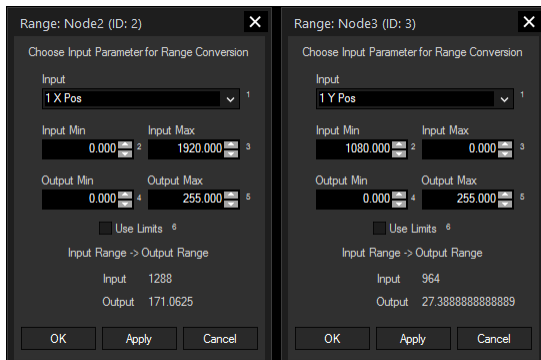 Range: Node2 (ID: 2)
Choose Input Parameter for Range Conversion
Input
1 X Pos 1
Input Min Input Max
0.000 2 1920.000 3
Output Min Output Max
0.000 4 255.000 5
Use Limits 6
Input Range -> Output Range
Input 1288
Output 171.0625
OK Apply Cancel
Range: Node3 (ID: 3)
Choose Input Parameter for Range Conversion
Input
1 Y Pos 1
Input Min Input Max
1080.000 2 0.000 3
Output Min Output Max
0.000 4 255.000 5
Use Limits 6
Input Range -> Output Range
Input 964
Output 27.3888888888889
OK Apply Cancel